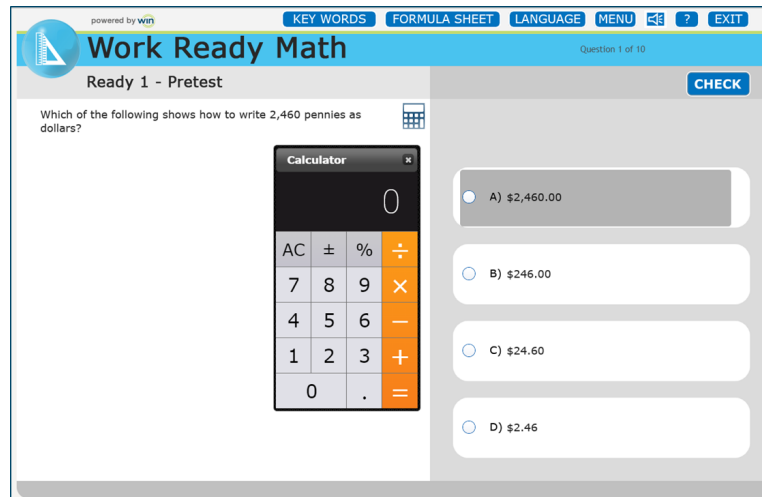 powered by win
KEY WORDS FORMULA SHEET LANGUAGE MENU ? EXIT
Work Ready Math
Question 1 of 10
Ready 1 - Pretest
CHECK
Which of the following shows how to write 2,460 pennies as
dollars?
Calculator x
0
AC ± % ÷
7 8 9 ×
4 5 6 −
1 2 3 +
0 . =
A) $2,460.00
B) $246.00
C) $24.60
D) $2.46